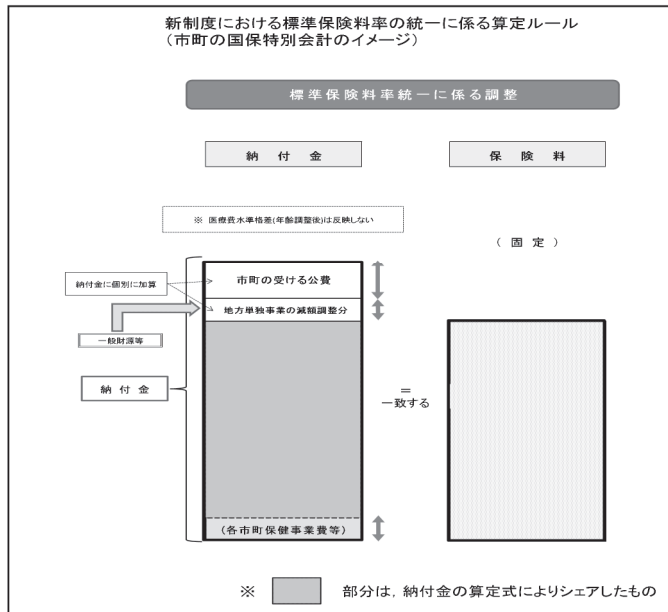 新制度における標準保険料率の統一に係る算定ルール
(市町の国保特別会計のイメージ)
標準保険料率統一に係る調整
納付金
保険料
※ 医療費水準格差(年齢調整後)は反映しない
(固定)
市町の受ける公費
納付金に個別に加算
地方単独事業の減額調整分
一般財源等
納付金
＝
一致する
(各市町保健事業費等)
※ 部分は, 納付金の算定式によりシェアしたもの